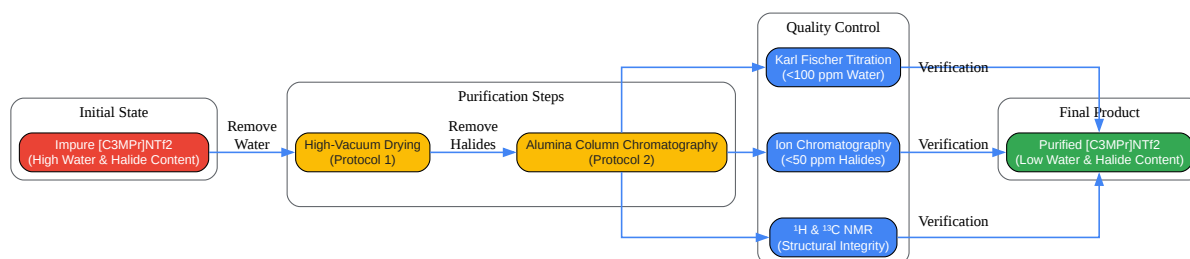 Initial State
Impure [C3MPr]NTf2
(High Water & Halide Content)
Remove
Water
Purification Steps
High-Vacuum Drying
(Protocol 1)
Remove
Halides
Alumina Column Chromatography
(Protocol 2)
Quality Control
Karl Fischer Titration
(<100 ppm Water)
Verification
Ion Chromatography
(<50 ppm Halides)
Verification
¹H & ¹³C NMR
(Structural Integrity)
Verification
Final Product
Purified [C3MPr]NTf2
(Low Water & Halide Content)